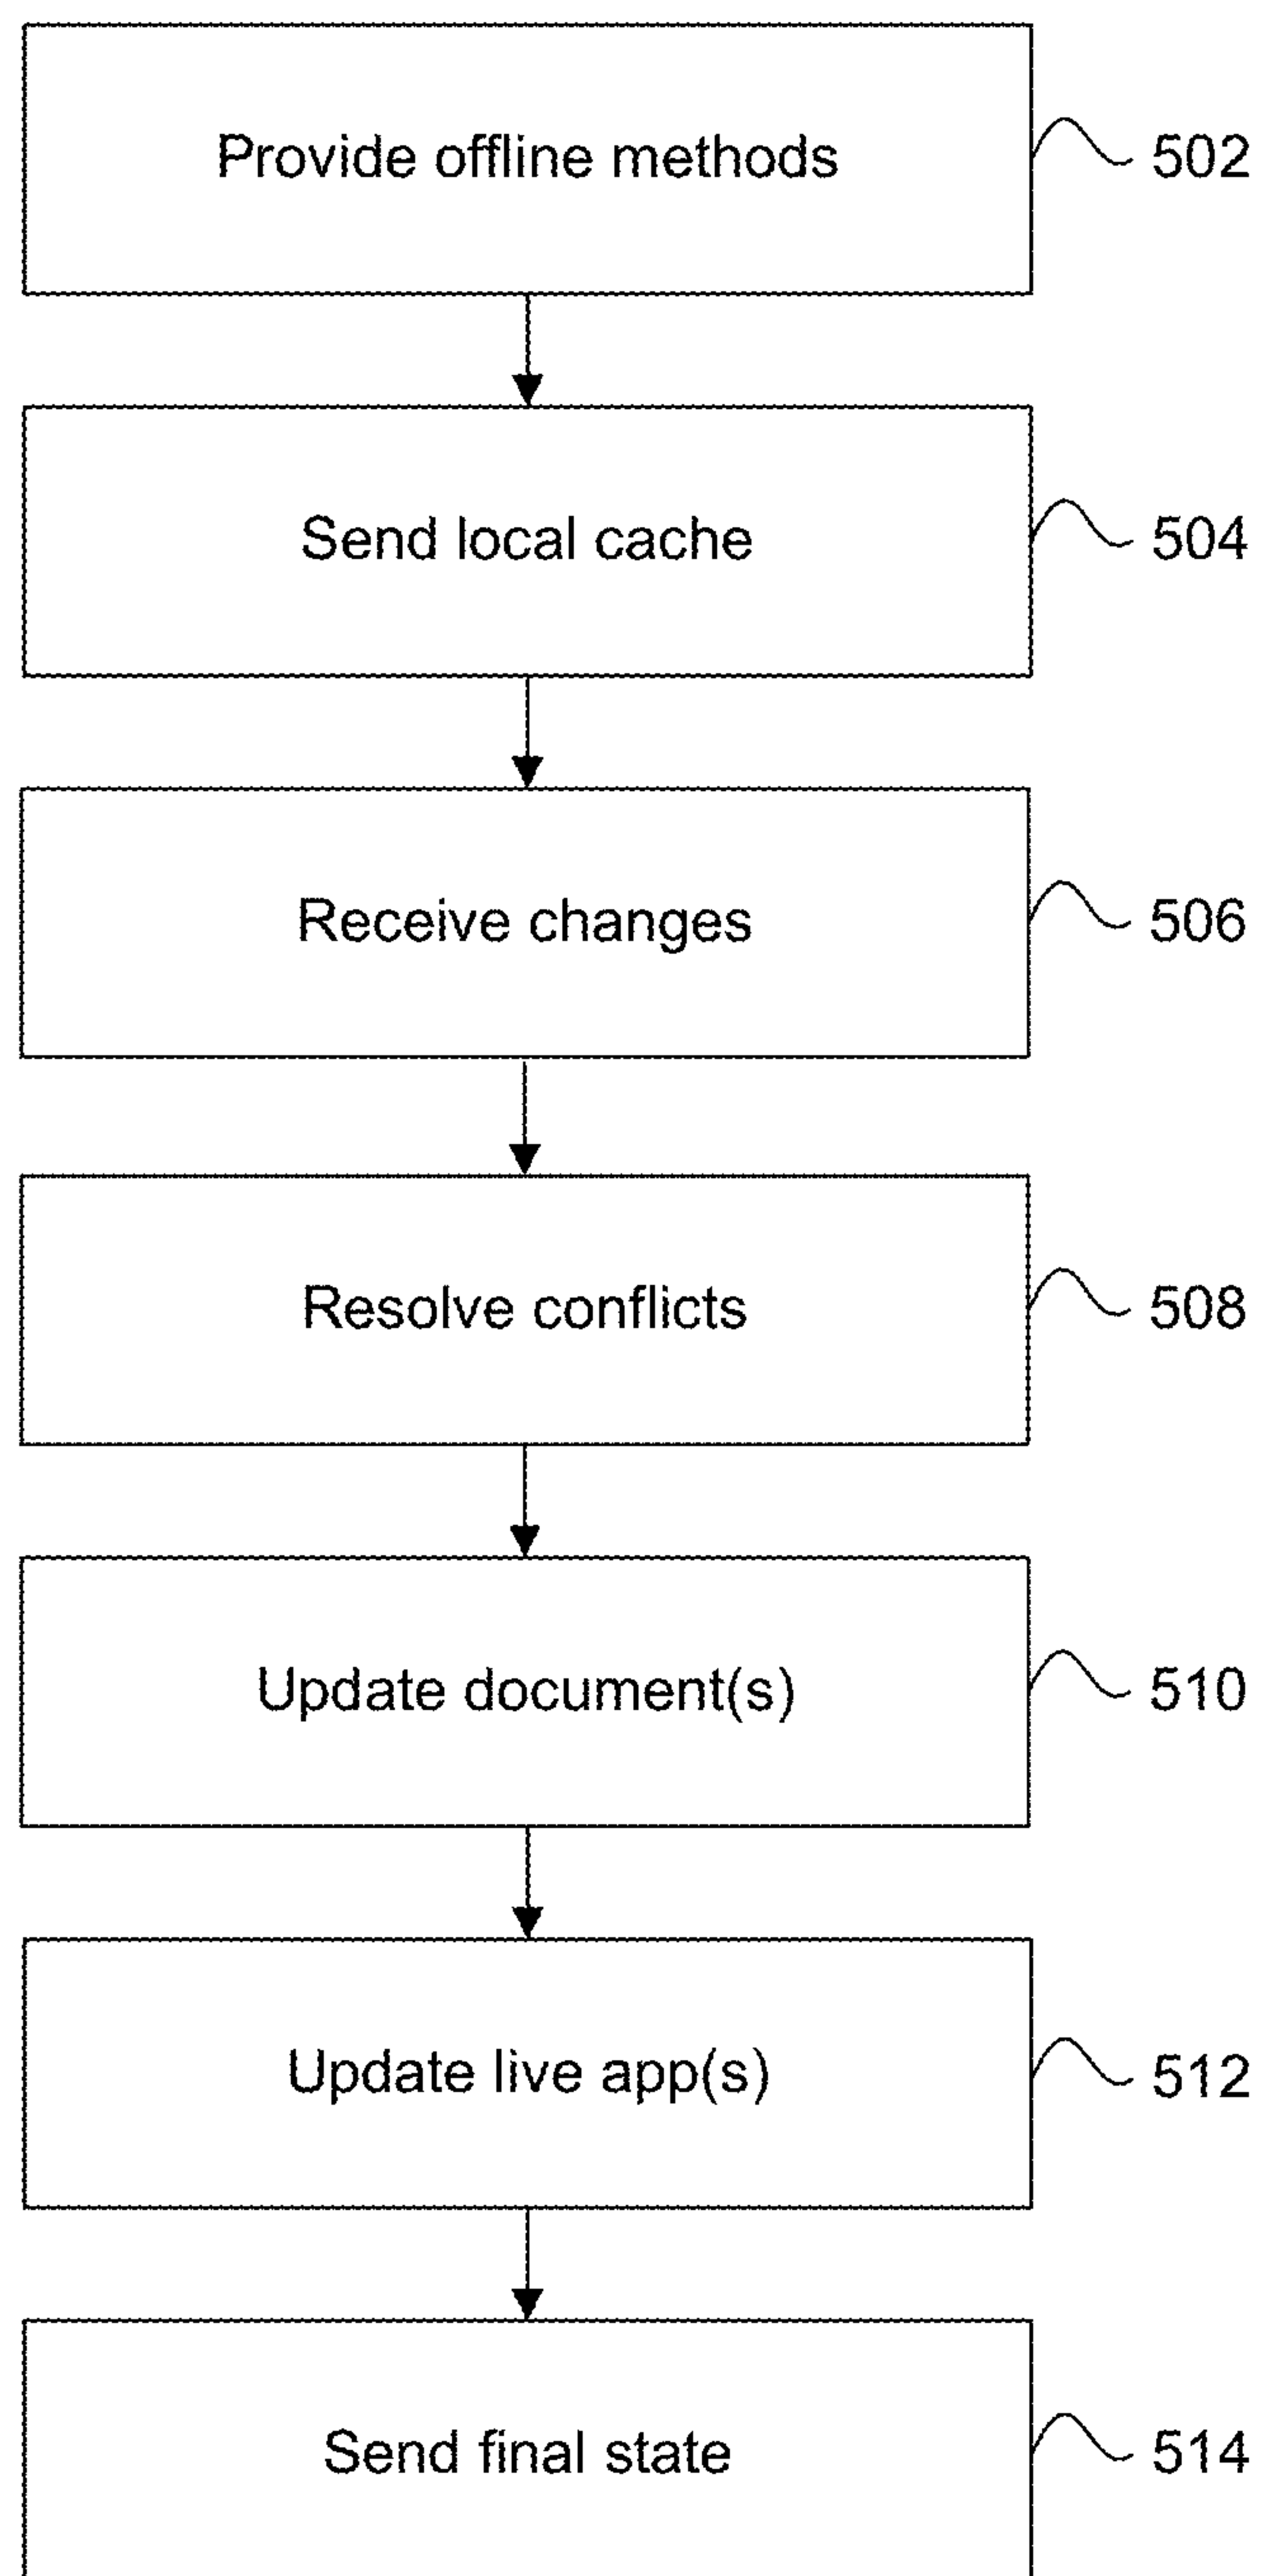 Provide offline methods 502
Send local cache 504
Receive changes 506
Resolve conflicts 508
Update document(s) 510
Update live app(s) 512
Send final state 514